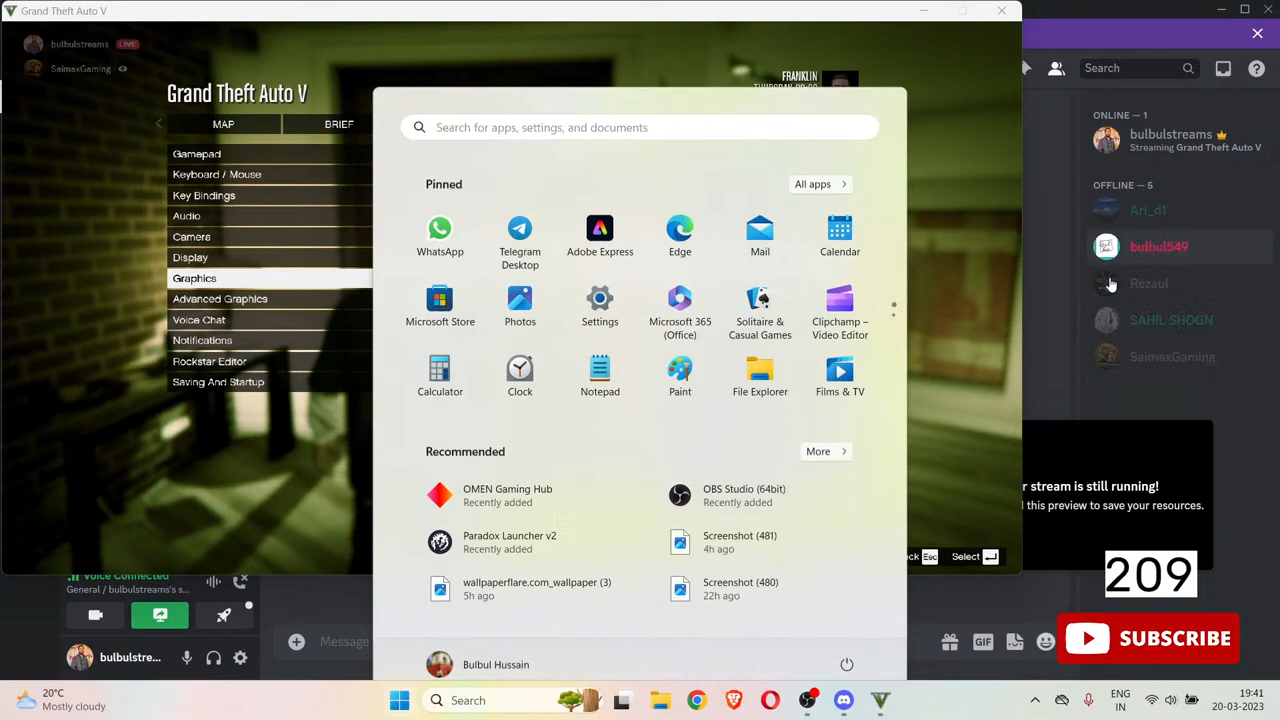 Grand Theft Auto V
bulbulstreams LIVE
SaimaxGaming
Grand Theft Auto V
FRANKLIN
MAP
BRIEF
Gamepad
Keyboard / Mouse
Key Bindings
Audio
Camera
Display
Graphics
Advanced Graphics
Voice Chat
Notifications
Rockstar Editor
Saving And Startup
Search for apps, settings, and documents
Pinned
All apps
WhatsApp
Telegram
Desktop
Adobe Express
Edge
Mail
Calendar
Microsoft Store
Photos
Settings
Microsoft 365
(Office)
Solitaire &
Casual Games
Clipchamp –
Video Editor
Calculator
Clock
Notepad
Paint
File Explorer
Films & TV
Recommended
More
OMEN Gaming Hub
Recently added
OBS Studio (64bit)
Recently added
Paradox Launcher v2
Recently added
Screenshot (481)
4h ago
wallpaperflare.com_wallpaper (3)
5h ago
Screenshot (480)
22h ago
Bulbul Hussain
Search
ONLINE — 1
bulbulstreams
Streaming Grand Theft Auto V
OFFLINE — 5
Ari_d1
bulbul549
Rezaul
SAHIL SHOGN
SaimaxGaming
r stream is still running!
this preview to save your resources.
ck Esc Select
209
SUBSCRIBE
Voice Connected
General / bulbulstreams's s...
bulbulstre...
Message
GIF
20°C
Mostly cloudy
Search
ENG
IN
19:41
20-03-2023